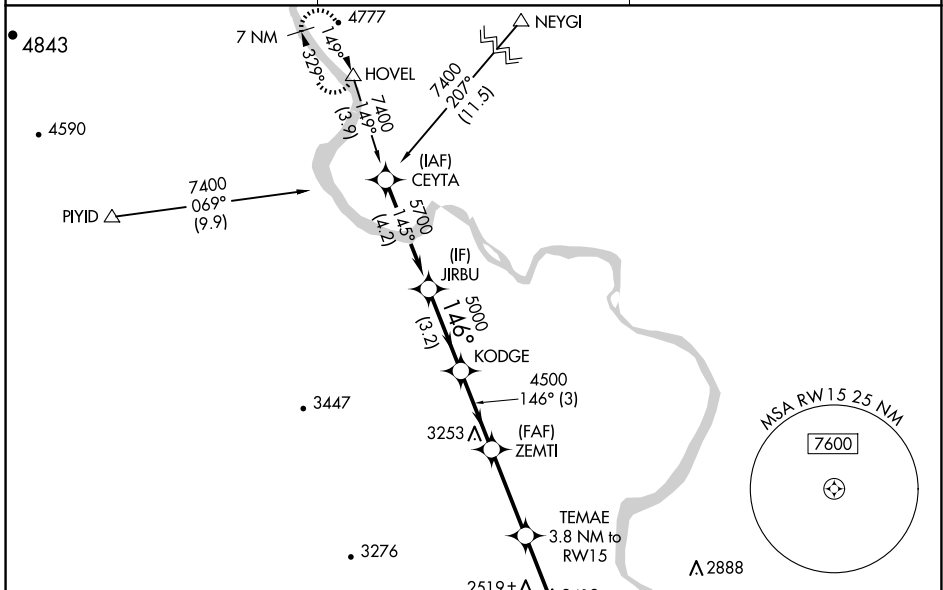 4777
NEYGI
7 NM
149°
329°
4843
HOVEL
7400
149°
(3.9)
7400
207°
(11.5)
4590
(IAF)
CEYTA
PIYID
7400
069°
(9.9)
5700
145°
(4.2)
(IF)
JIRBU
5000
146°
(3.2)
KODGE
4500
146° (3)
3447
3253
(FAF)
ZEMTI
MSA RW15 25 NM
7600
TEMAE
3.8 NM to
RW15
3276
2888
2519±